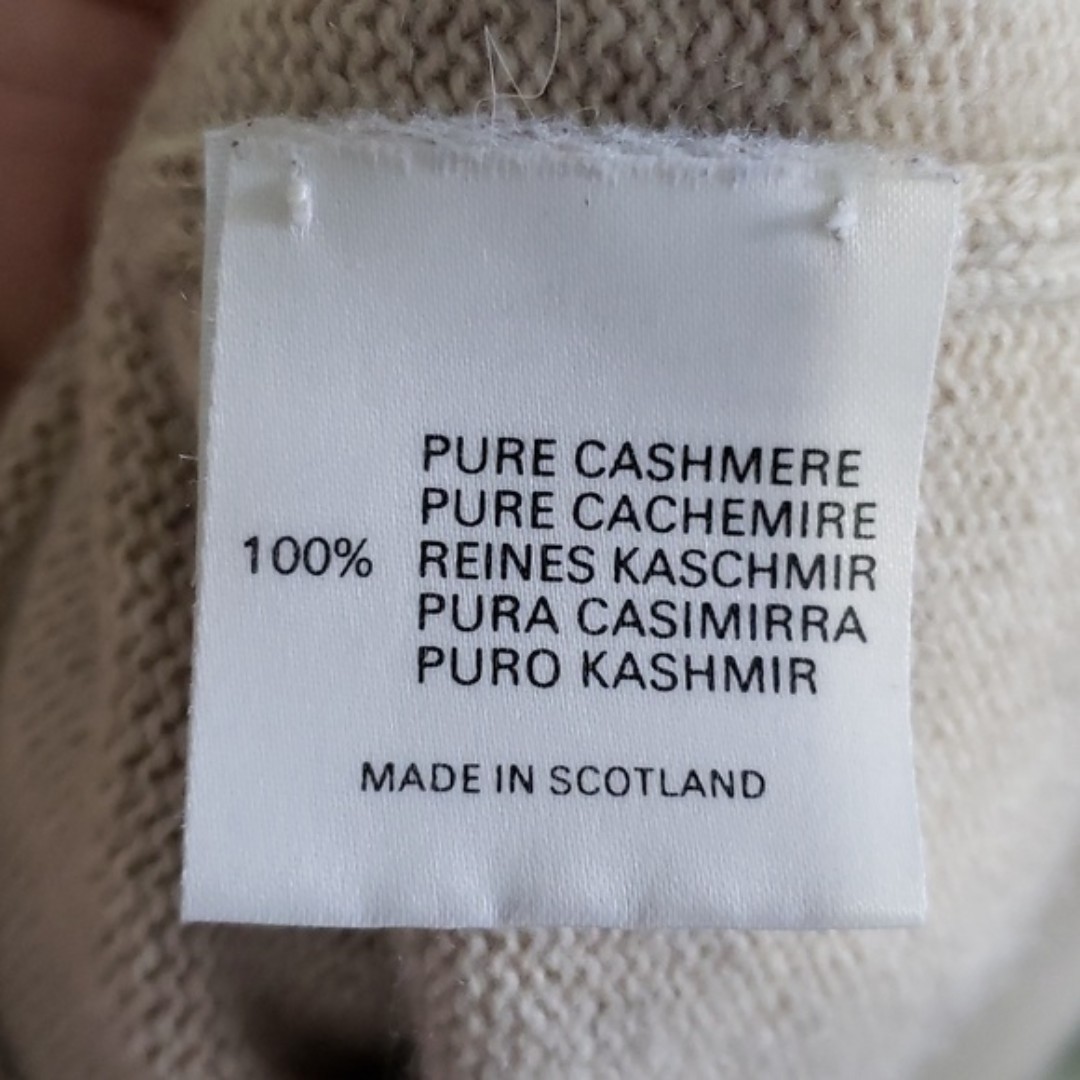 PURE CASHMERE
PURE CACHEMIRE
100% REINES KASCHMIR
PURA CASIMIRRA
PURO KASHMIR
MADE IN SCOTLAND